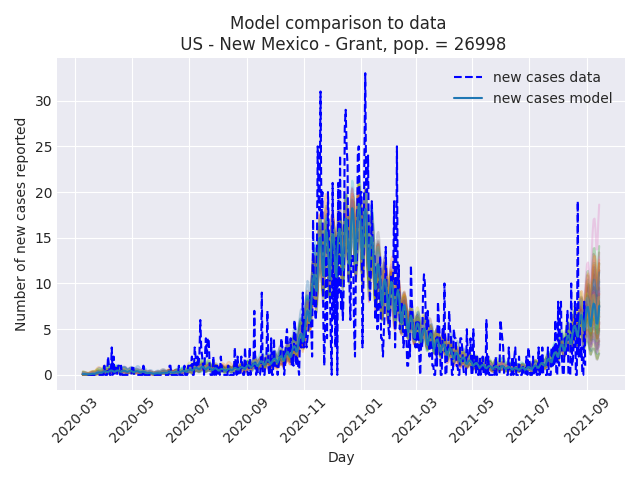 Model comparison to data
US - New Mexico - Grant, pop. = 26998
new cases data
new cases model
Number of new cases reported
30
25
20
15
10
5
0
2020-03
2020-05
2020-07
2020-09
2020-11
2021-01
2021-03
2021-05
2021-07
2021-09
Day